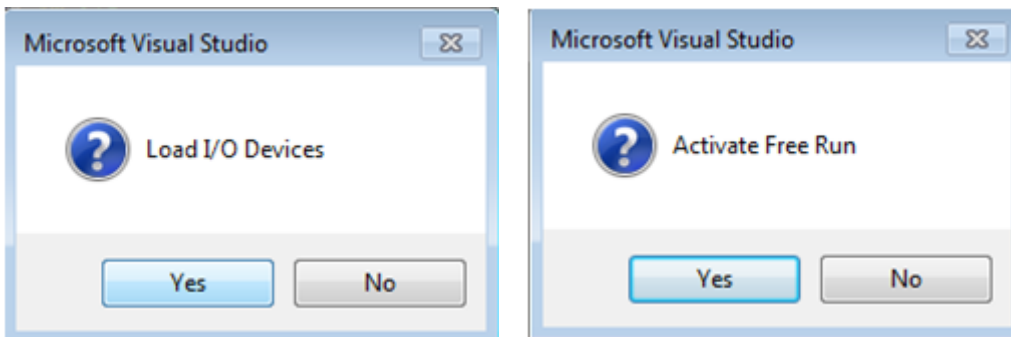 Microsoft Visual Studio
Load I/O Devices
Yes No
Microsoft Visual Studio
Activate Free Run
Yes No